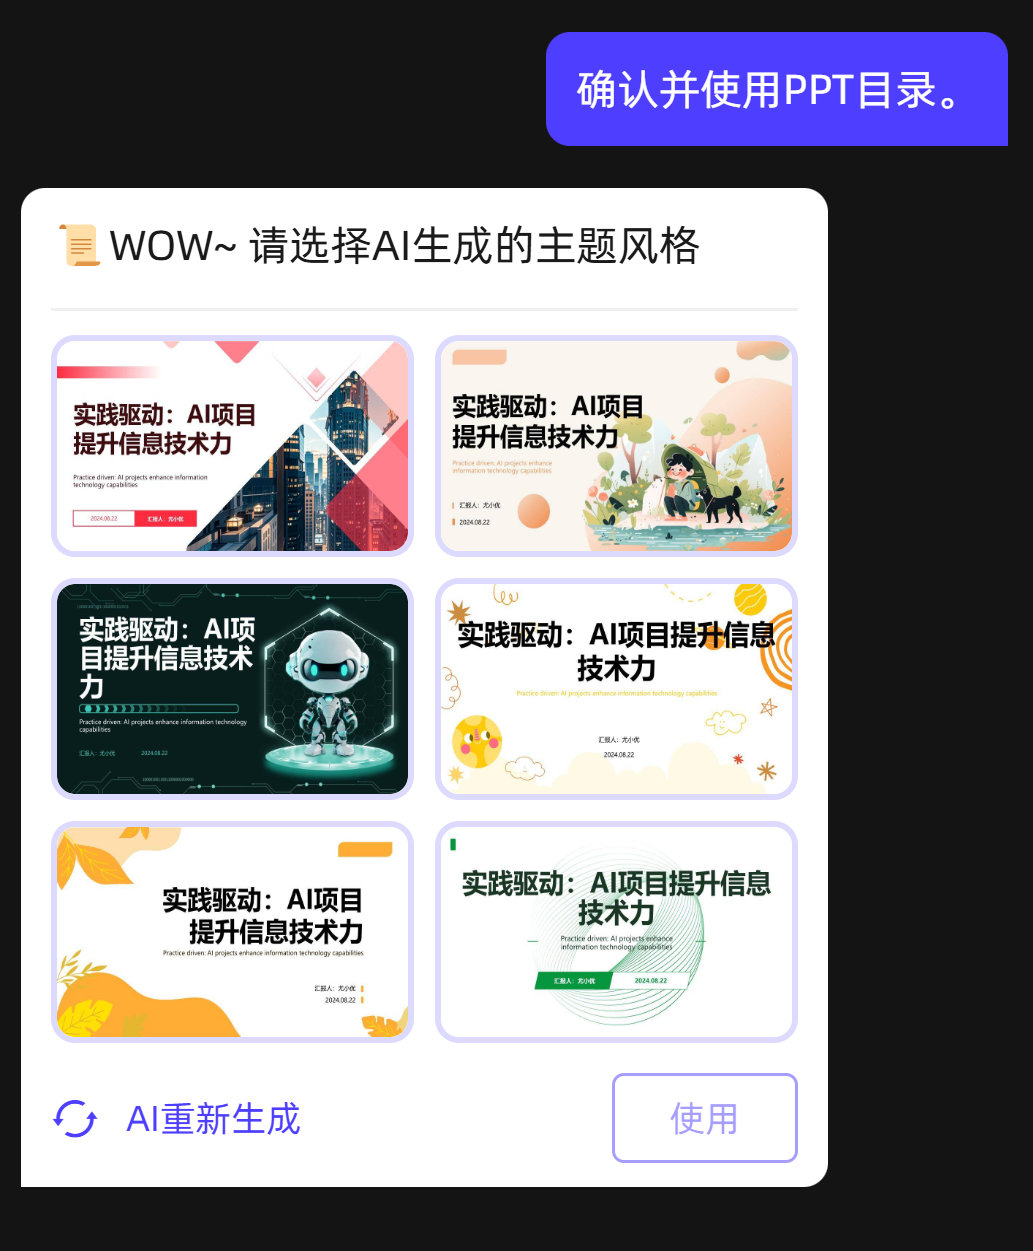 确认并使用PPT目录。
WOW~ 请选择AI生成的主题风格
实践驱动：AI项目
提升信息技术力
Practice driven: AI projects enhance information
technology capabilities
2024.08.22
汇报人：尤小优
实践驱动：AI项目
提升信息技术力
Practice driven: AI projects enhance
information technology capabilities
汇报人：尤小优
2024.08.22
实践驱动：AI项
目提升信息技术
力
Practice driven: AI projects enhance information technology
capabilities
汇报人：尤小优 2024.08.22
实践驱动：AI项目提升信息
技术力
Practice driven: AI projects enhance information technology capabilities
汇报人：尤小优
2024.08.22
实践驱动：AI项目
提升信息技术力
Practice driven: AI projects enhance information technology capabilities
汇报人：尤小优
2024.08.22
实践驱动：AI项目提升信息
技术力
Practice driven: AI projects enhance
information technology capabilities
汇报人：尤小优
2024.08.22
AI重新生成
使用